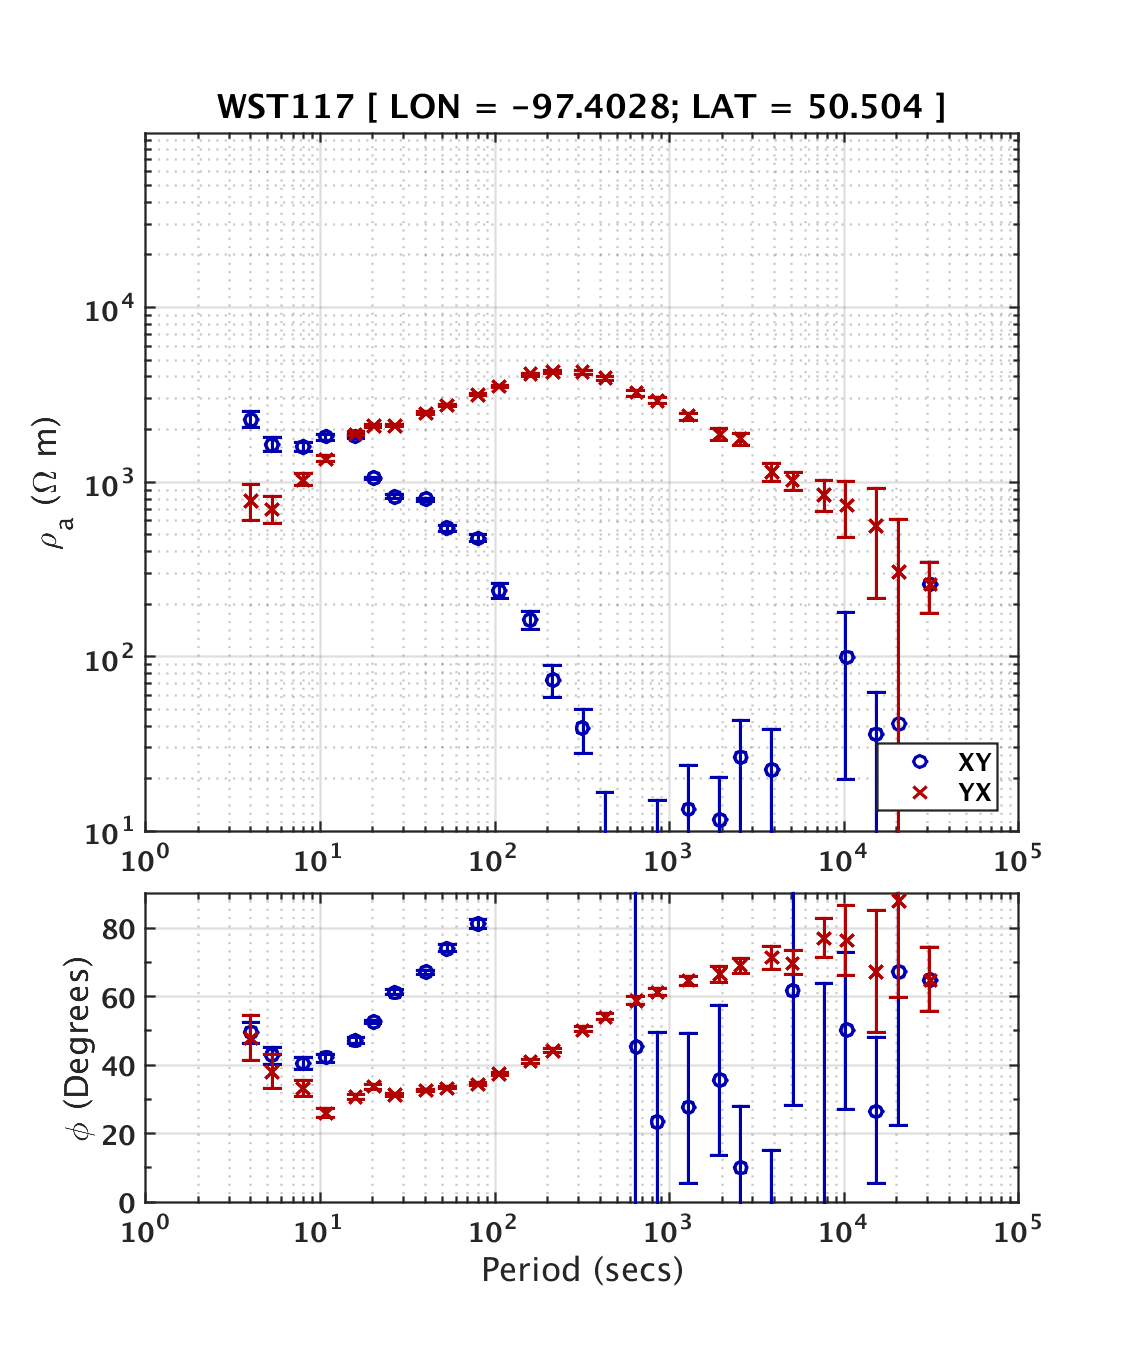 WST117 [ LON = -97.4028; LAT = 50.504 ]
ρa (Ω m)
10^4
10^3
10^2
10^1
10^0 10^1 10^2 10^3 10^4 10^5
XY
YX
ϕ (Degrees)
80
60
40
20
0
10^0 10^1 10^2 10^3 10^4 10^5
Period (secs)